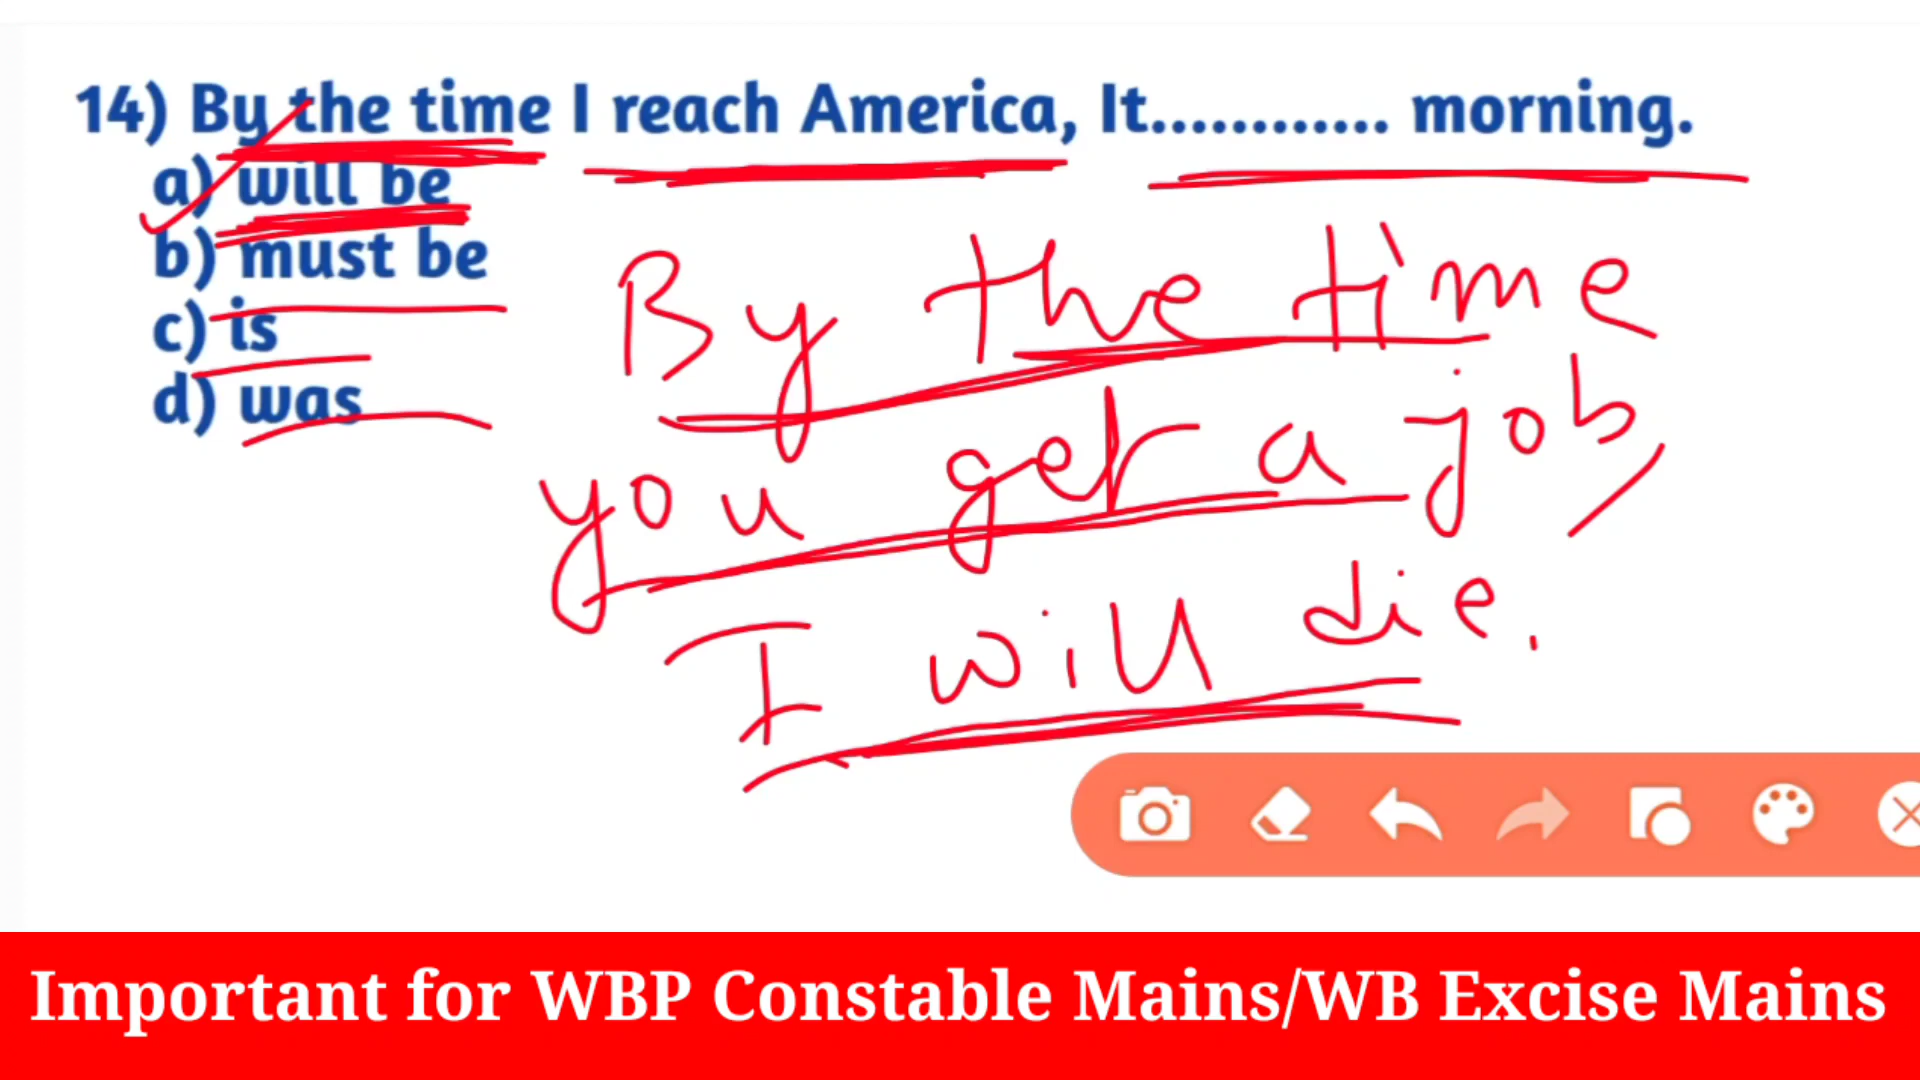 14) By the time I reach America, It............ morning.
a) will be
b) must be
c) is
d) was
By the time
you get a job,
I will die.
Important for WBP Constable Mains/WB Excise Mains